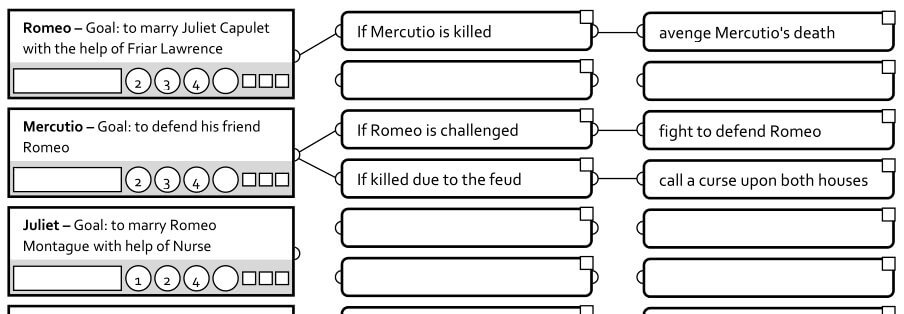 Romeo – Goal: to marry Juliet Capulet
with the help of Friar Lawrence
2 3 4
If Mercutio is killed
avenge Mercutio's death
Mercutio – Goal: to defend his friend
Romeo
2 3 4
If Romeo is challenged
fight to defend Romeo
If killed due to the feud
call a curse upon both houses
Juliet – Goal: to marry Romeo
Montague with help of Nurse
1 2 4